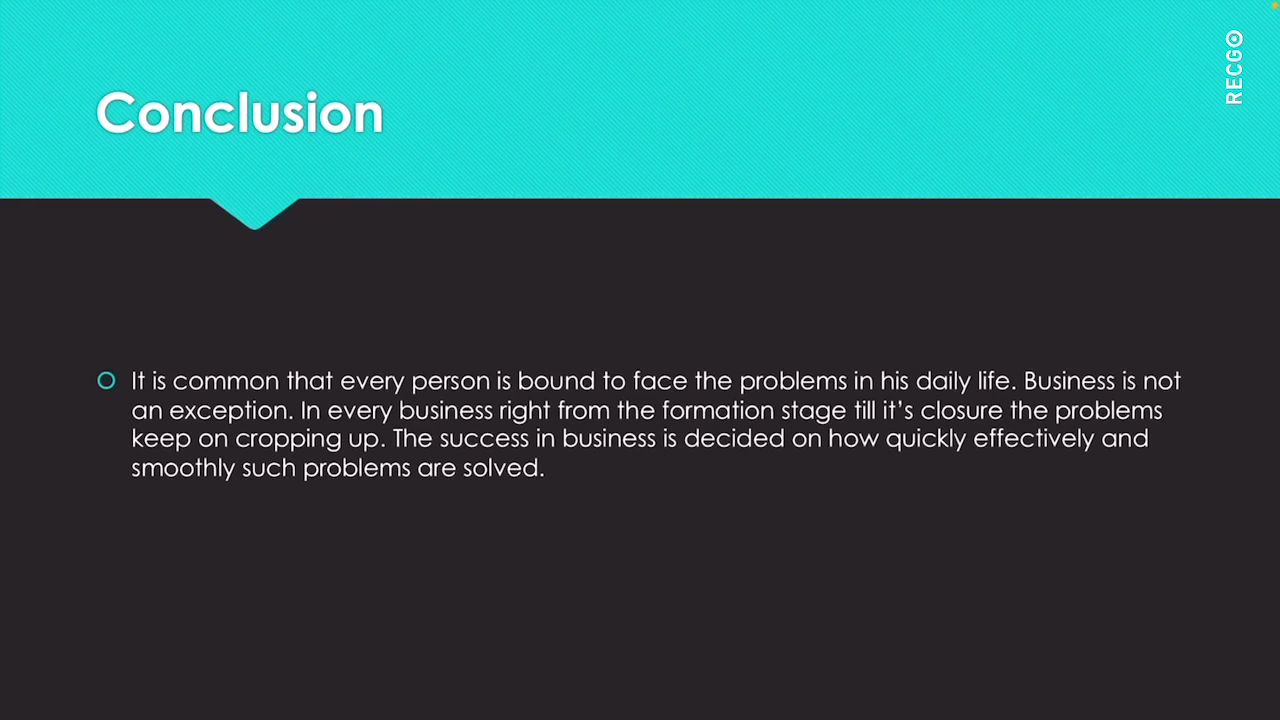 RECGO
Conclusion
It is common that every person is bound to face the problems in his daily life. Business is not
an exception. In every business right from the formation stage till it’s closure the problems
keep on cropping up. The success in business is decided on how quickly effectively and
smoothly such problems are solved.